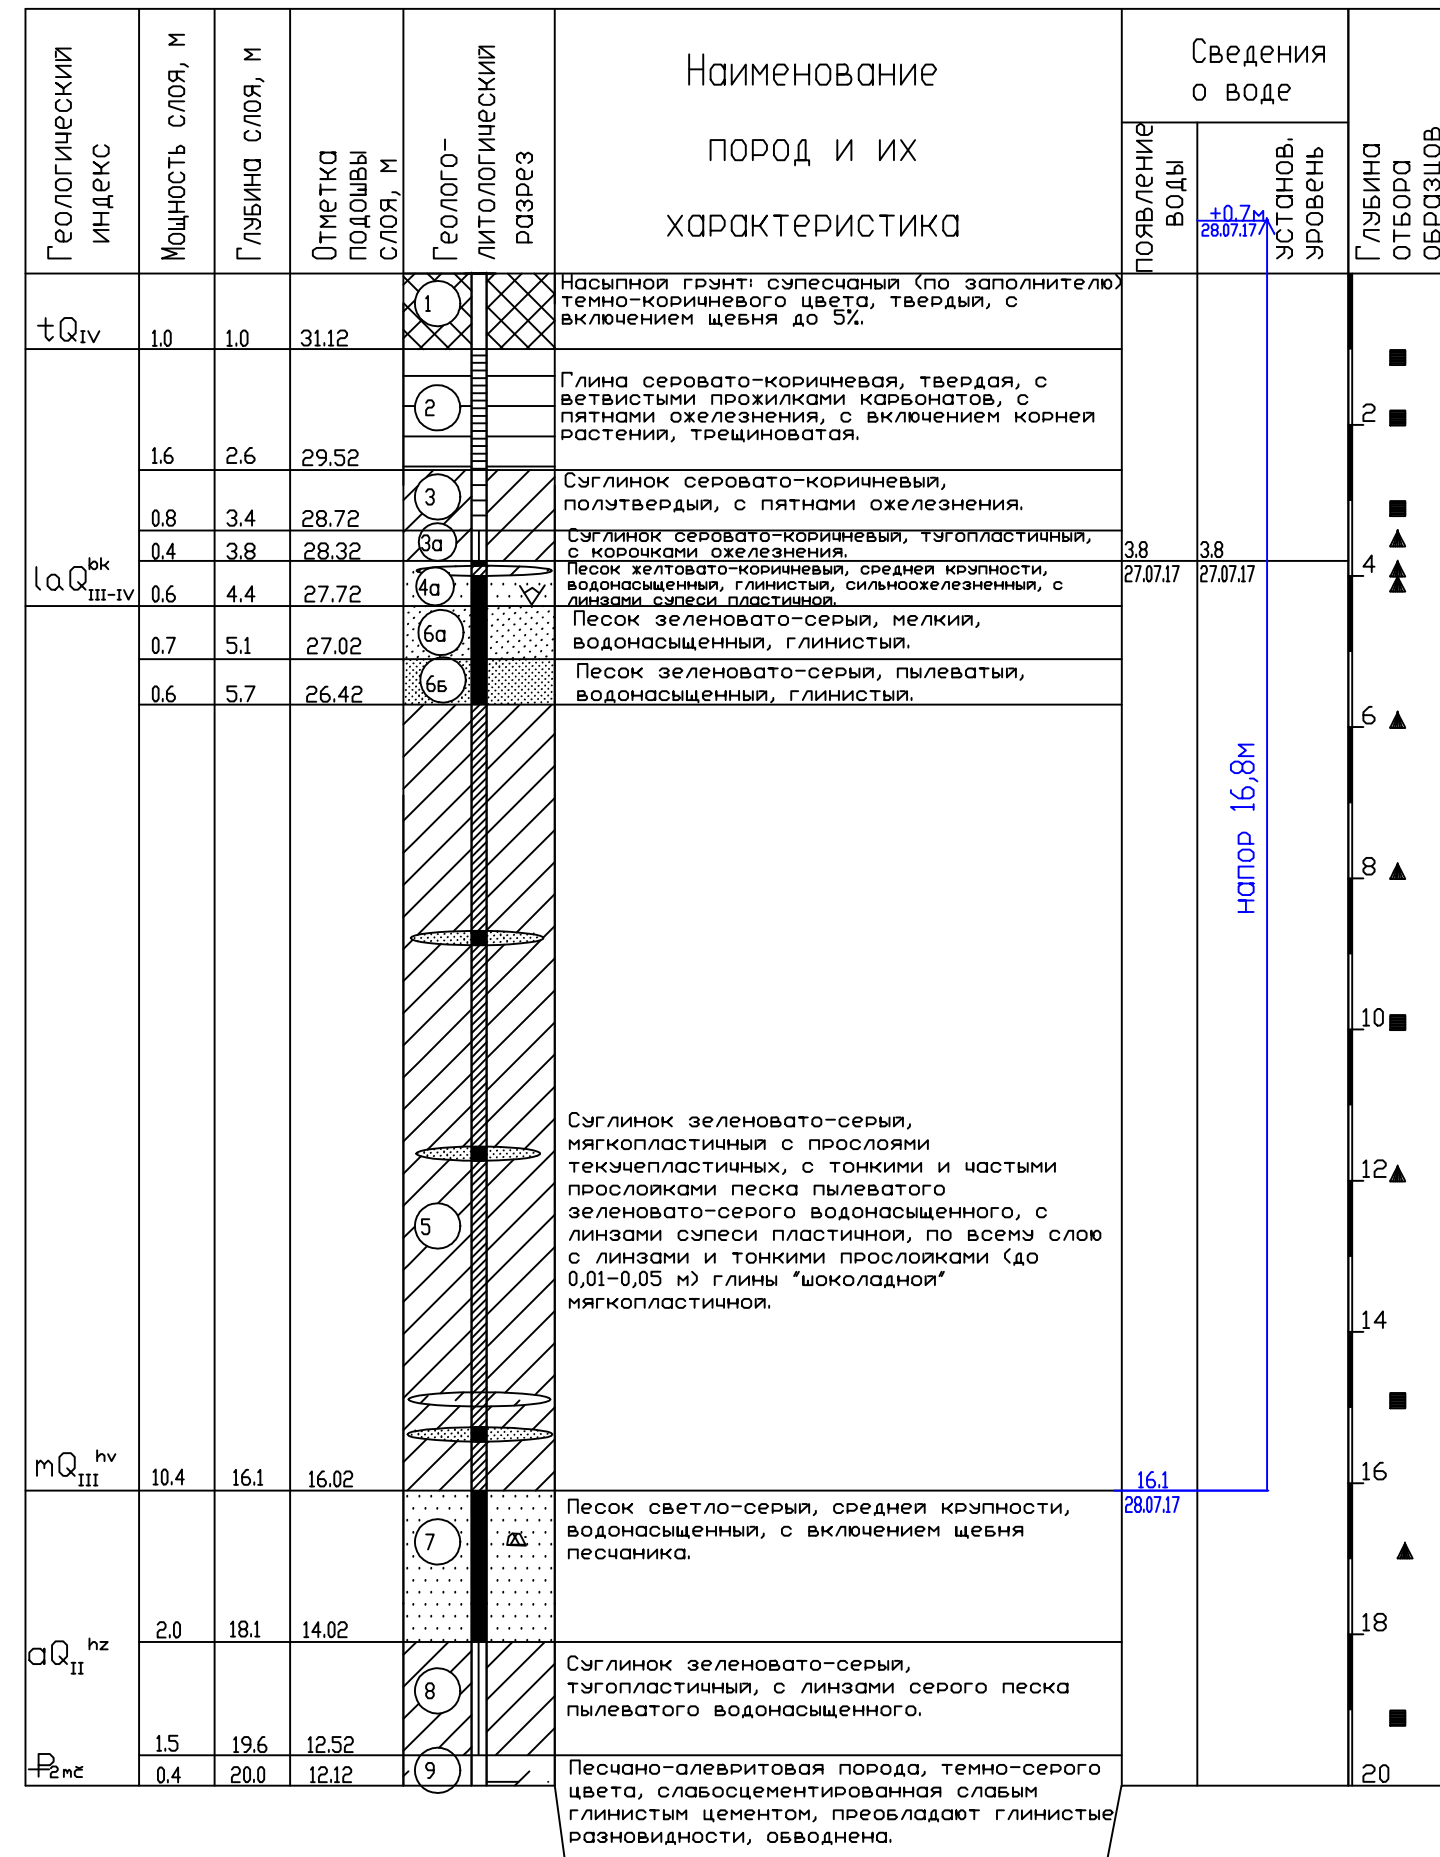 Геологический
индекс
Мощность слоя, м
Глубина слоя, м
Отметка
подошвы
слоя, м
Геолого-
литологический
разрез
Наименование
пород и их
характеристика
Сведения
о воде
появление
воды
установ.
уровень
Глубина
отбора
образцов
+0.7м
28.07.17
tQIV
1.0 1.0 31.12
1
Насыпной грунт: супесчаный (по заполнителю)
темно-коричневого цвета, твердый, с
включением щебня до 5%.
2
Глина серовато-коричневая, твердая, с
ветвистыми прожилками карбонатов, с
пятнами ожелезнения, с включением корней
растений, трещиноватая.
1.6 2.6 29.52
2
3
Суглинок серовато-коричневый,
полутвердый, с пятнами ожелезнения.
0.8 3.4 28.72
3а
Суглинок серовато-коричневый, тугопластичный,
с корочками ожелезнения.
0.4 3.8 28.32
3.8 3.8
27.07.17 27.07.17
4
laQ bk III-IV
4а
Песок желтовато-коричневый, средней крупности,
водонасыщенный, глинистый, сильноожелезненный, с
линзами супеси пластичной.
0.6 4.4 27.72
6а
Песок зеленовато-серый, мелкий,
водонасыщенный, глинистый.
0.7 5.1 27.02
6б
Песок зеленовато-серый, пылеватый,
водонасыщенный, глинистый.
0.6 5.7 26.42
6
напор 16,8м
8
10
12
5
Суглинок зеленовато-серый,
мягкопластичный с прослоями
текучепластичных, с тонкими и частыми
прослойками песка пылеватого
зеленовато-серого водонасыщенного, с
линзами супеси пластичной, по всему слою
с линзами и тонкими прослойками (до
0,01-0,05 м) глины "шоколадной"
мягкопластичной.
14
mQ hv III
10.4 16.1 16.02
16.1
28.07.17
16
7
Песок светло-серый, средней крупности,
водонасыщенный, с включением щебня
песчаника.
2.0 18.1 14.02
18
aQ hz II
8
Суглинок зеленовато-серый,
тугопластичный, с линзами серого песка
пылеватого водонасыщенного.
1.5 19.6 12.52
P2mč
0.4 20.0 12.12
9
Песчано-алевритовая порода, темно-серого
цвета, слабосцементированная слабым
глинистым цементом, преобладают глинистые
разновидности, обводнена.
20